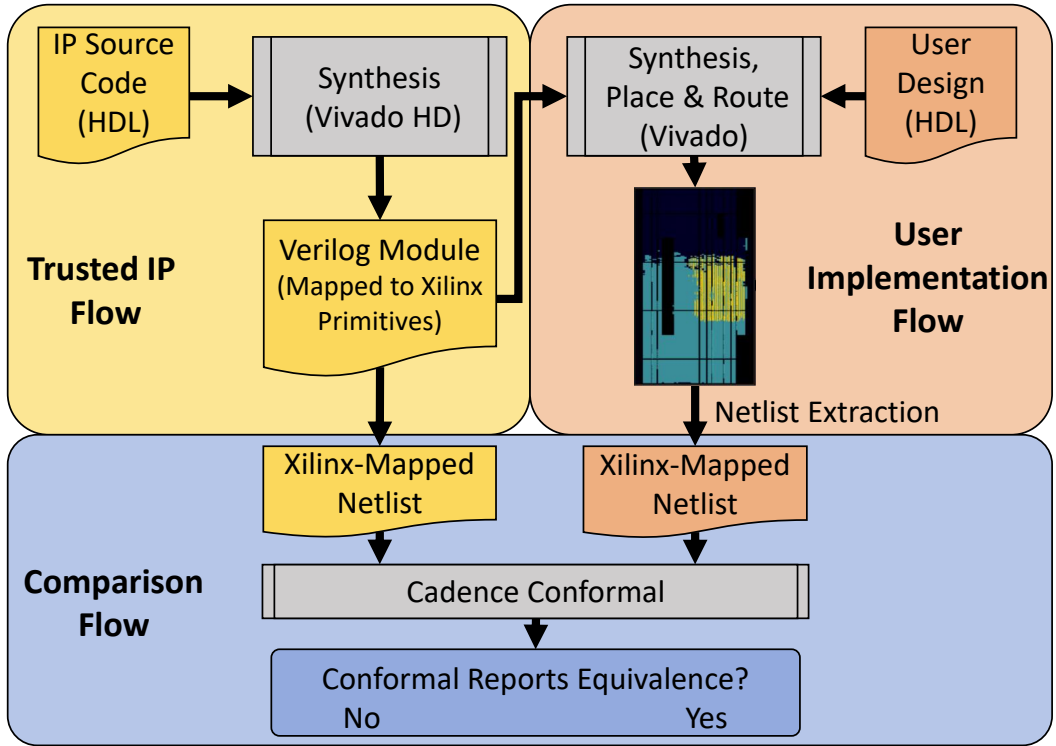 IP Source
Code
(HDL)
Synthesis
(Vivado HD)
Verilog Module
(Mapped to Xilinx
Primitives)
Trusted IP
Flow
Synthesis,
Place & Route
(Vivado)
User
Design
(HDL)
User
Implementation
Flow
Netlist Extraction
Xilinx-Mapped
Netlist
Xilinx-Mapped
Netlist
Comparison
Flow
Cadence Conformal
Conformal Reports Equivalence?
No Yes